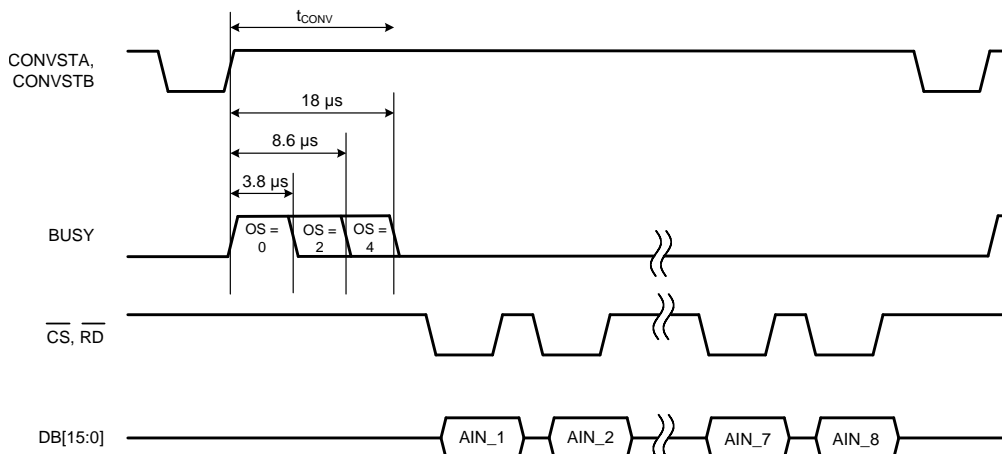 tCONV
CONVSTA,
CONVSTB
18 µs
8.6 µs
3.8 µs
BUSY
OS =
0
OS =
2
OS =
4
CS, RD
DB[15:0]
AIN_1
AIN_2
AIN_7
AIN_8